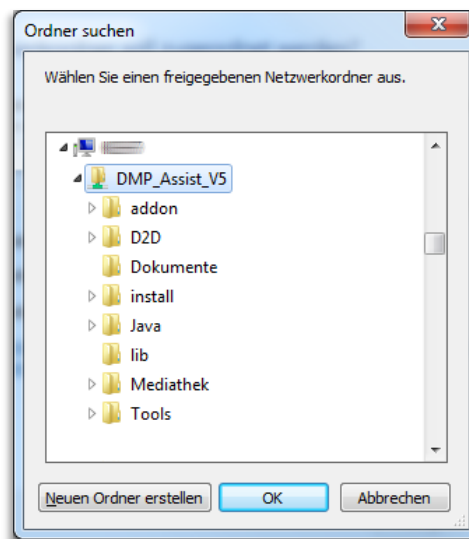 Ordner suchen
Wählen Sie einen freigegebenen Netzwerkordner aus.
DMP_Assist_V5
addon
D2D
Dokumente
install
Java
lib
Mediathek
Tools
Neuen Ordner erstellen OK Abbrechen